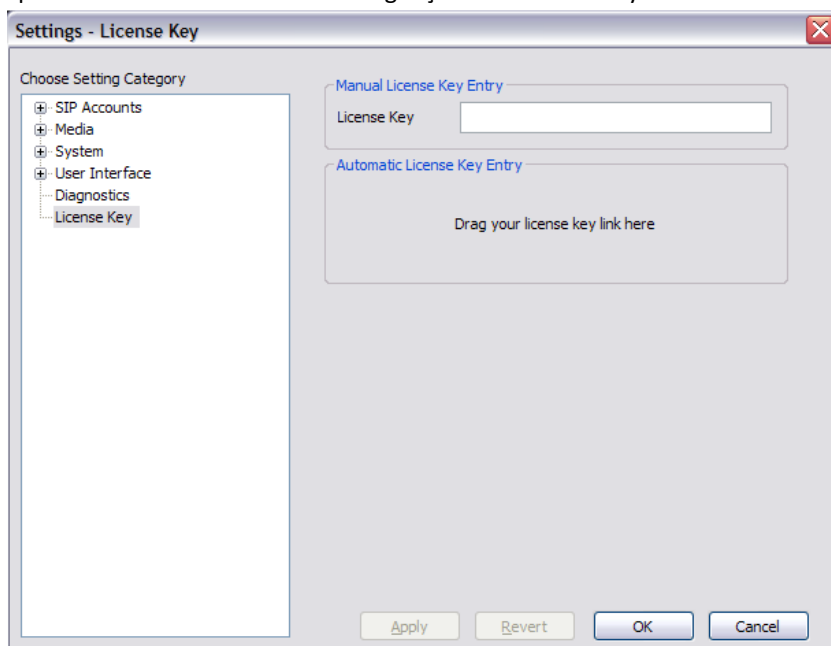 Settings - License Key
Choose Setting Category
SIP Accounts
Media
System
User Interface
Diagnostics
License Key
Manual License Key Entry
License Key
Automatic License Key Entry
Drag your license key link here
Apply Revert OK Cancel